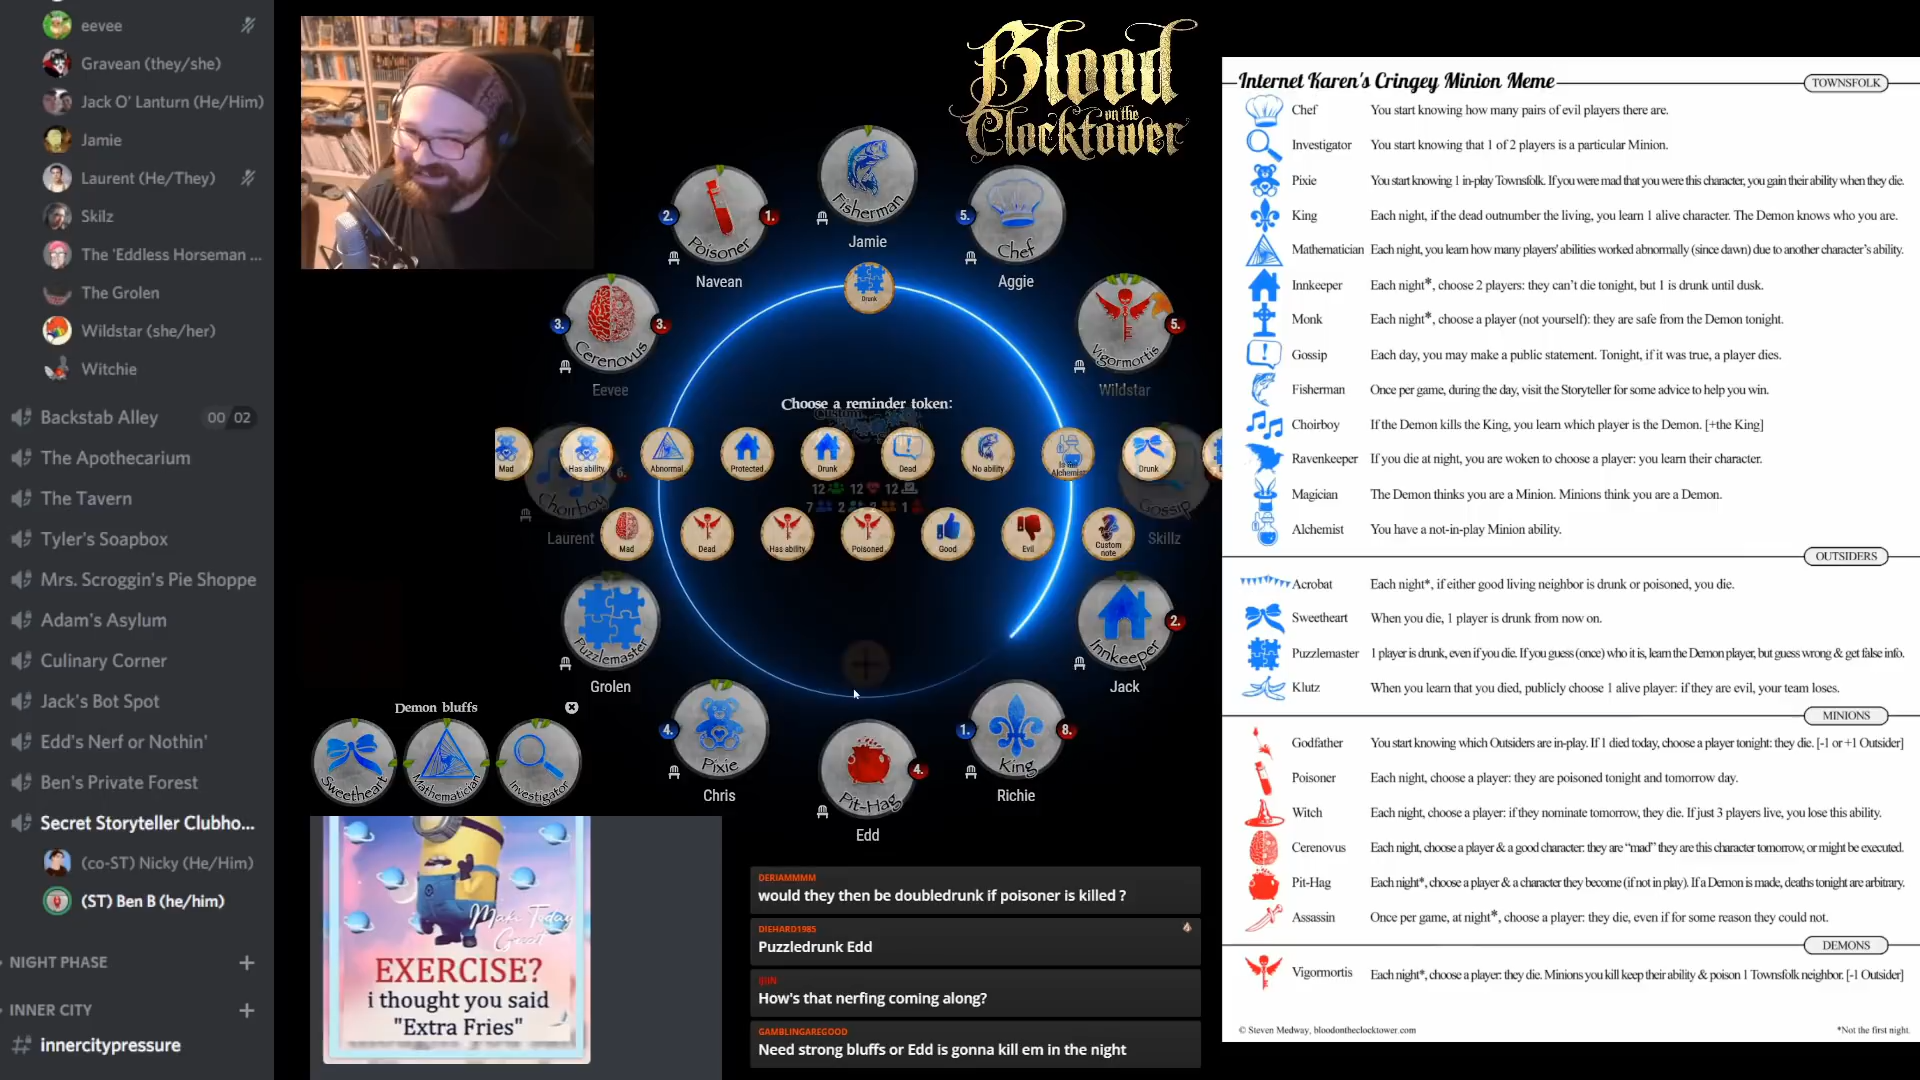 eevee
Gravean (they/she)
Jack O' Lanturn (He/Him)
Jamie
Laurent (He/They)
Skilz
The 'Eddless Horseman ...
The Grolen
Wildstar (she/her)
Witchie
Backstab Alley 00 02
The Apothecarium
The Tavern
Tyler's Soapbox
Mrs. Scroggin's Pie Shoppe
Adam's Asylum
Culinary Corner
Jack's Bot Spot
Edd's Nerf or Nothin'
Ben's Private Forest
Secret Storyteller Clubho...
(co-ST) Nicky (He/Him)
(ST) Ben B (he/him)
NIGHT PHASE
INNER CITY
innercitypressure
Blood
on the
Clocktower
Fisherman
Jamie
2.
1.
Poisoner
Navean
5.
Chef
Aggie
3.
3.
Cerenovus
Eevee
5.
Vigormortis
Wildstar
Drunk
Choose a reminder token:
Mad
Has ability
Abnormal
Protected
Drunk
Dead
No ability
Drunk
6.
Choirboy
Laurent
Gossip
Skillz
12 12 12
7 2 1
Mad
Dead
Has ability
Poisoned
Good
Evil
Custom note
Puzzlemaster
Grolen
2.
Innkeeper
Jack
4.
Pixie
Chris
4.
Pit-Hag
Edd
1.
8.
King
Richie
Demon bluffs
Sweetheart
Mathematician
Investigator
Make Today
Great
EXERCISE?
i thought you said
"Extra Fries"
DERIAMMMM
would they then be doubledrunk if poisoner is killed ?
DIEHARD1985
Puzzledrunk Edd
How's that nerfing coming along?
GAMBLINGAREGOOD
Need strong bluffs or Edd is gonna kill em in the night
Internet Karen's Cringey Minion Meme
TOWNSFOLK
Chef You start knowing how many pairs of evil players there are.
Investigator You start knowing that 1 of 2 players is a particular Minion.
Pixie You start knowing 1 in-play Townsfolk. If you were mad that you were this character, you gain their ability when they die.
King Each night, if the dead outnumber the living, you learn 1 alive character. The Demon knows who you are.
Mathematician Each night, you learn how many players' abilities worked abnormally (since dawn) due to another character's ability.
Innkeeper Each night*, choose 2 players: they can't die tonight, but 1 is drunk until dusk.
Monk Each night*, choose a player (not yourself): they are safe from the Demon tonight.
Gossip Each day, you may make a public statement. Tonight, if it was true, a player dies.
Fisherman Once per game, during the day, visit the Storyteller for some advice to help you win.
Choirboy If the Demon kills the King, you learn which player is the Demon. [+the King]
Ravenkeeper If you die at night, you are woken to choose a player: you learn their character.
Magician The Demon thinks you are a Minion. Minions think you are a Demon.
Alchemist You have a not-in-play Minion ability.
OUTSIDERS
Acrobat Each night*, if either good living neighbor is drunk or poisoned, you die.
Sweetheart When you die, 1 player is drunk from now on.
Puzzlemaster 1 player is drunk, even if you die. If you guess (once) who it is, learn the Demon player, but guess wrong & get false info.
Klutz When you learn that you died, publicly choose 1 alive player: if they are evil, your team loses.
MINIONS
Godfather You start knowing which Outsiders are in-play. If 1 died today, choose a player tonight: they die. [-1 or +1 Outsider]
Poisoner Each night, choose a player: they are poisoned tonight and tomorrow day.
Witch Each night, choose a player: if they nominate tomorrow, they die. If just 3 players live, you lose this ability.
Cerenovus Each night, choose a player & a good character: they are "mad" they are this character tomorrow, or might be executed.
Pit-Hag Each night*, choose a player & a character they become (if not in play). If a Demon is made, deaths tonight are arbitrary.
Assassin Once per game, at night*, choose a player: they die, even if for some reason they could not.
DEMONS
Vigormortis Each night*, choose a player: they die. Minions you kill keep their ability & poison 1 Townsfolk neighbor. [-1 Outsider]
© Steven Medway, bloodontheclocktower.com
*Not the first night.